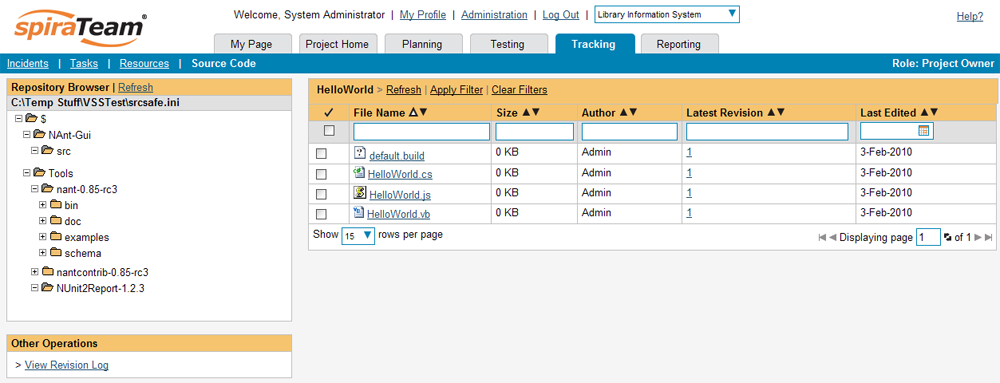 spiraTeam®
Welcome, System Administrator | My Profile | Administration | Log Out | Library Information System
Help?
My Page Project Home Planning Testing Tracking Reporting
Incidents | Tasks | Resources | Source Code Role: Project Owner
Repository Browser | Refresh
C:\Temp Stuff\VSSTest\srcsafe.ini
$
NAnt-Gui
src
Tools
nant-0.85-rc3
bin
doc
examples
schema
nantcontrib-0.85-rc3
NUnit2Report-1.2.3
Other Operations
> View Revision Log
HelloWorld > Refresh | Apply Filter | Clear Filters
✓ File Name △▼ Size ▲▼ Author ▲▼ Latest Revision ▲▼ Last Edited ▲▼
default.build 0 KB Admin 1 3-Feb-2010
HelloWorld.cs 0 KB Admin 1 3-Feb-2010
HelloWorld.js 0 KB Admin 1 3-Feb-2010
HelloWorld.vb 0 KB Admin 1 3-Feb-2010
Show 15 rows per page Displaying page 1 of 1